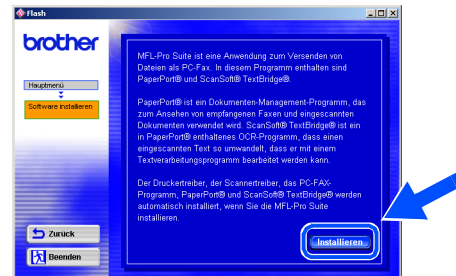 Flash
brother
Hauptmenü
Software installieren
MFL-Pro Suite ist eine Anwendung zum Versenden von
Dateien als PC-Fax. In diesem Programm enthalten sind
PaperPort® und ScanSoft® TextBridge®.
PaperPort® ist ein Dokumenten-Management-Programm, das
zum Ansehen von empfangenen Faxen und eingescannten
Dokumenten verwendet wird. ScanSoft® TextBridge® ist ein
in PaperPort® enthaltenes OCR-Programm, dass einen
eingescannten Text so umwandelt, dass er mit einem
Textverarbeitungsprogramm bearbeitet werden kann.
Der Druckertreiber, der Scannertreiber, das PC-FAX-
Programm, PaperPort® und ScanSoft® TextBridge® werden
automatisch installiert, wenn Sie die MFL-Pro Suite
installieren.
Installieren
Zurück
Beenden